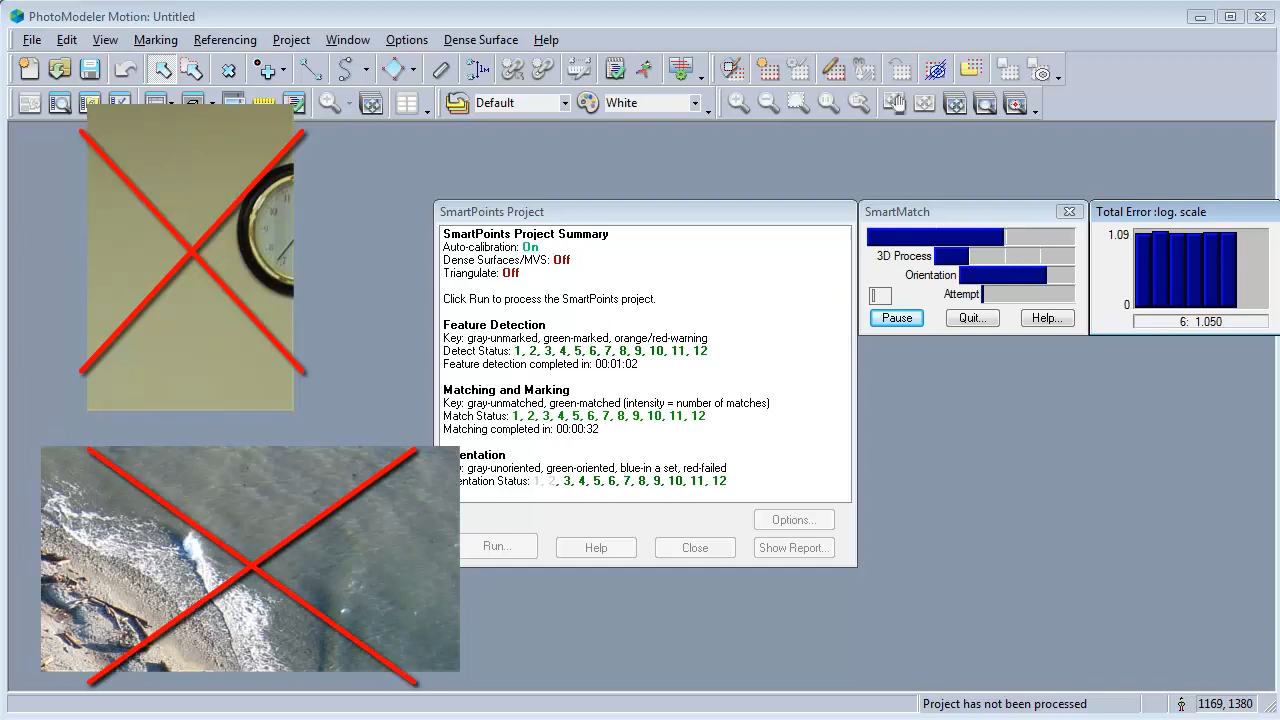 PhotoModeler Motion: Untitled
File Edit View Marking Referencing Project Window Options Dense Surface Help
Default White
SmartPoints Project
SmartPoints Project Summary
Auto-calibration: On
Dense Surfaces/MVS: Off
Triangulate: Off
Click Run to process the SmartPoints project.
Feature Detection
Key: gray-unmarked, green-marked, orange/red-warning
Detect Status: 1, 2, 3, 4, 5, 6, 7, 8, 9, 10, 11, 12
Feature detection completed in: 00:01:02
Matching and Marking
Key: gray-unmatched, green-matched (intensity = number of matches)
Match Status: 1, 2, 3, 4, 5, 6, 7, 8, 9, 10, 11, 12
Matching completed in: 00:00:32
entation
: gray-unoriented, green-oriented, blue-in a set, red-failed
entation Status: 1, 2, 3, 4, 5, 6, 7, 8, 9, 10, 11, 12
Options...
Run... Help Close Show Report...
SmartMatch
3D Process
Orientation
Attempt
Pause Quit... Help...
Total Error :log. scale
1.09
0
6: 1.050
Project has not been processed 1169, 1380